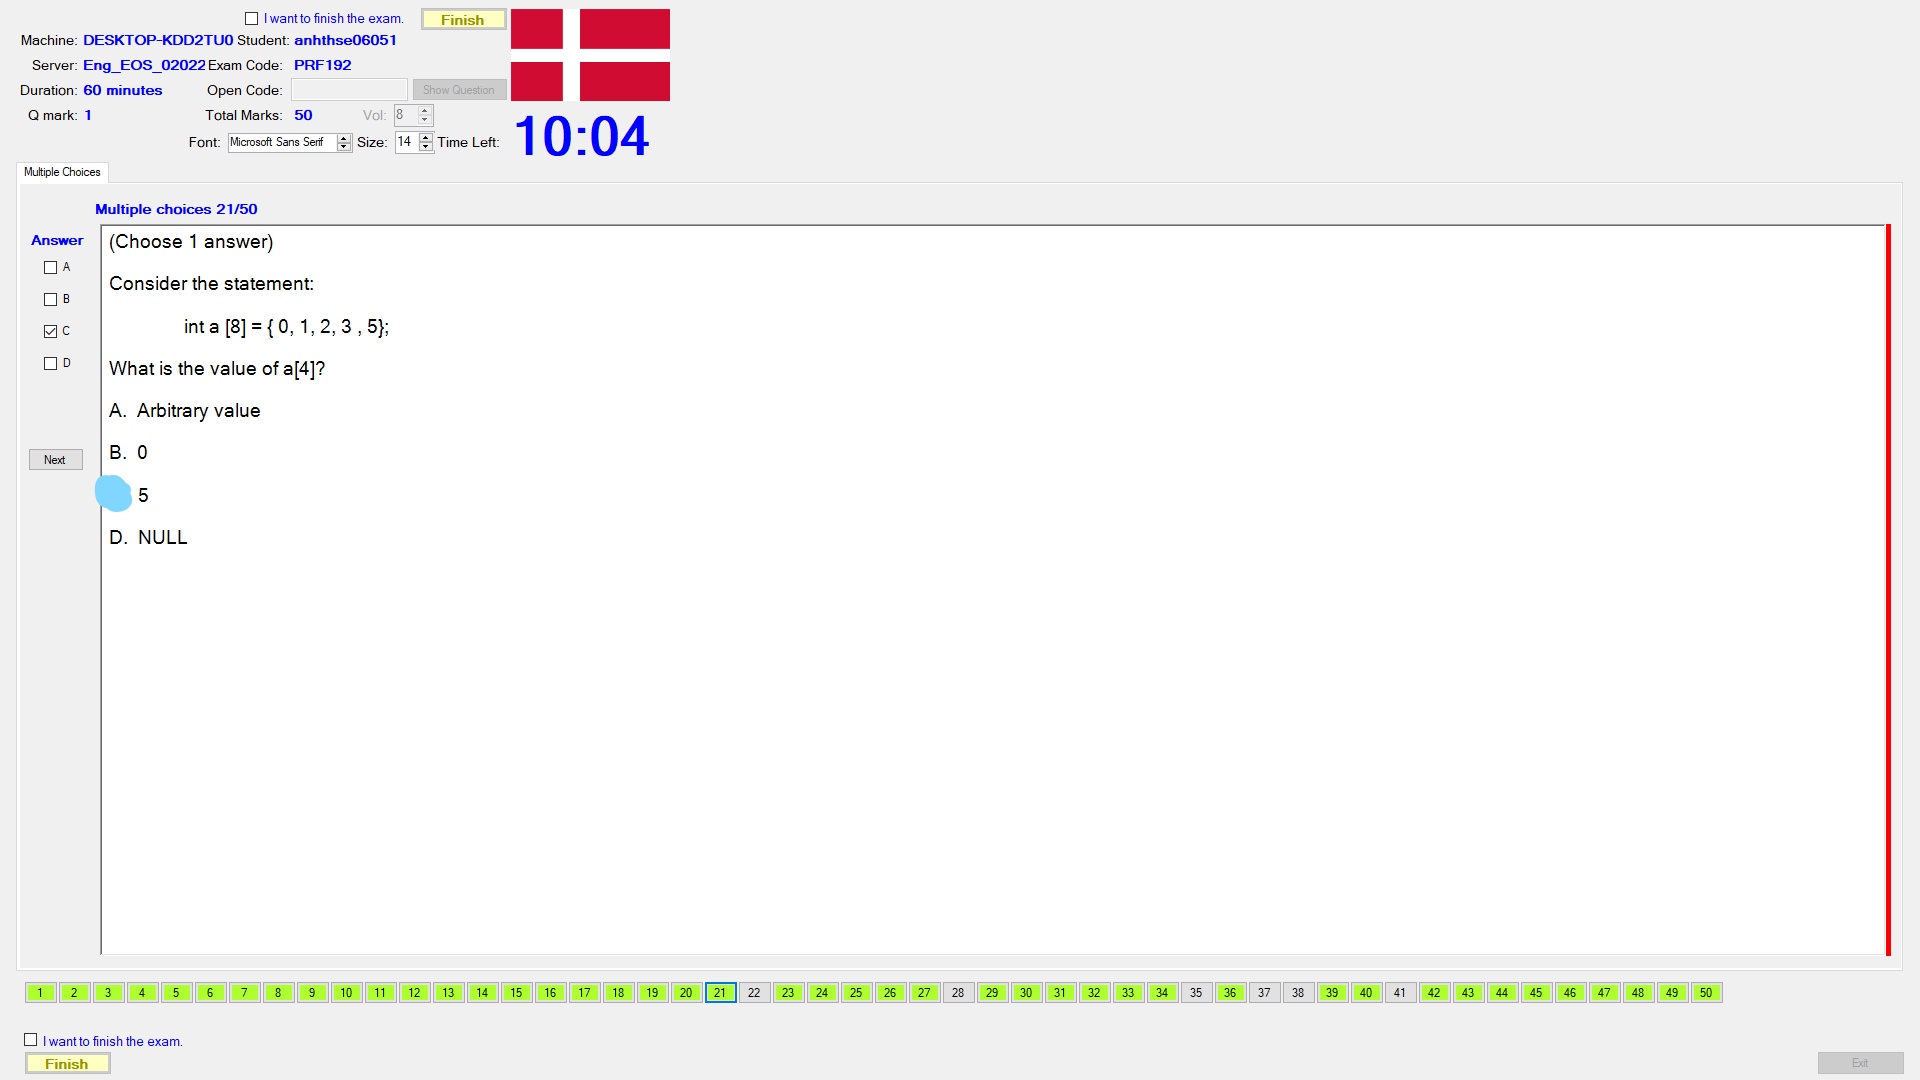 I want to finish the exam.
Finish
Machine: DESKTOP-KDD2TU0 Student: anhthse06051
Server: Eng_EOS_02022 Exam Code: PRF192
Duration: 60 minutes Open Code: Show Question
Q mark: 1 Total Marks: 50 Vol: 8
Font: Microsoft Sans Serif Size: 14 Time Left: 10:04
Multiple Choices
Multiple choices 21/50
Answer
A
B
C
D
Next
(Choose 1 answer)
Consider the statement:
int a [8] = { 0, 1, 2, 3 , 5};
What is the value of a[4]?
A. Arbitrary value
B. 0
5
D. NULL
1 2 3 4 5 6 7 8 9 10 11 12 13 14 15 16 17 18 19 20 21 22 23 24 25 26 27 28 29 30 31 32 33 34 35 36 37 38 39 40 41 42 43 44 45 46 47 48 49 50
I want to finish the exam.
Finish
Exit